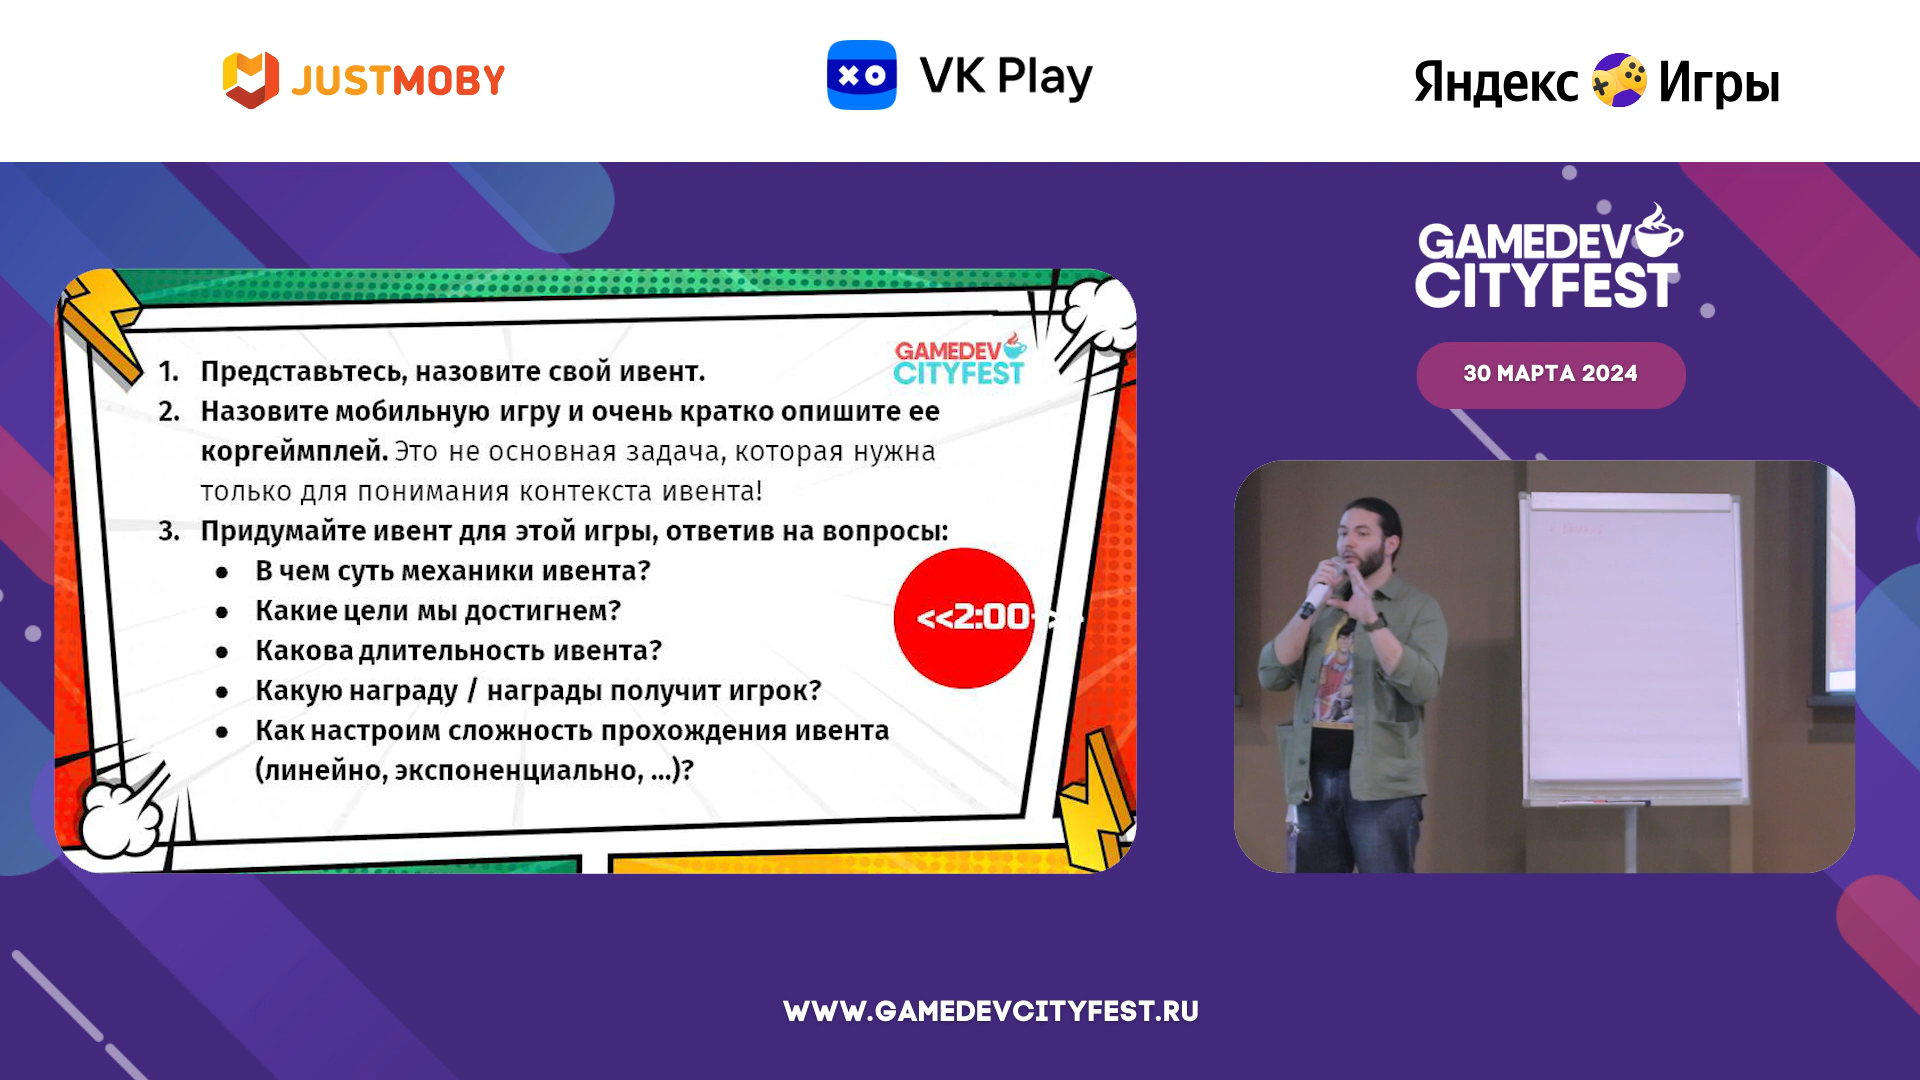 JUSTMOBY
VK Play
Яндекс Игры
GAMEDEV
CITYFEST
30 МАРТА 2024
GAMEDEV
CITYFEST
1. Представьтесь, назовите свой ивент.
2. Назовите мобильную игру и очень кратко опишите ее
коргеймплей. Это не основная задача, которая нужна
только для понимания контекста ивента!
3. Придумайте ивент для этой игры, ответив на вопросы:
● В чем суть механики ивента?
● Какие цели мы достигнем?
● Какова длительность ивента?
● Какую награду / награды получит игрок?
● Как настроим сложность прохождения ивента
(линейно, экспоненциально, ...)?
<<2:00>>
WWW.GAMEDEVCITYFEST.RU